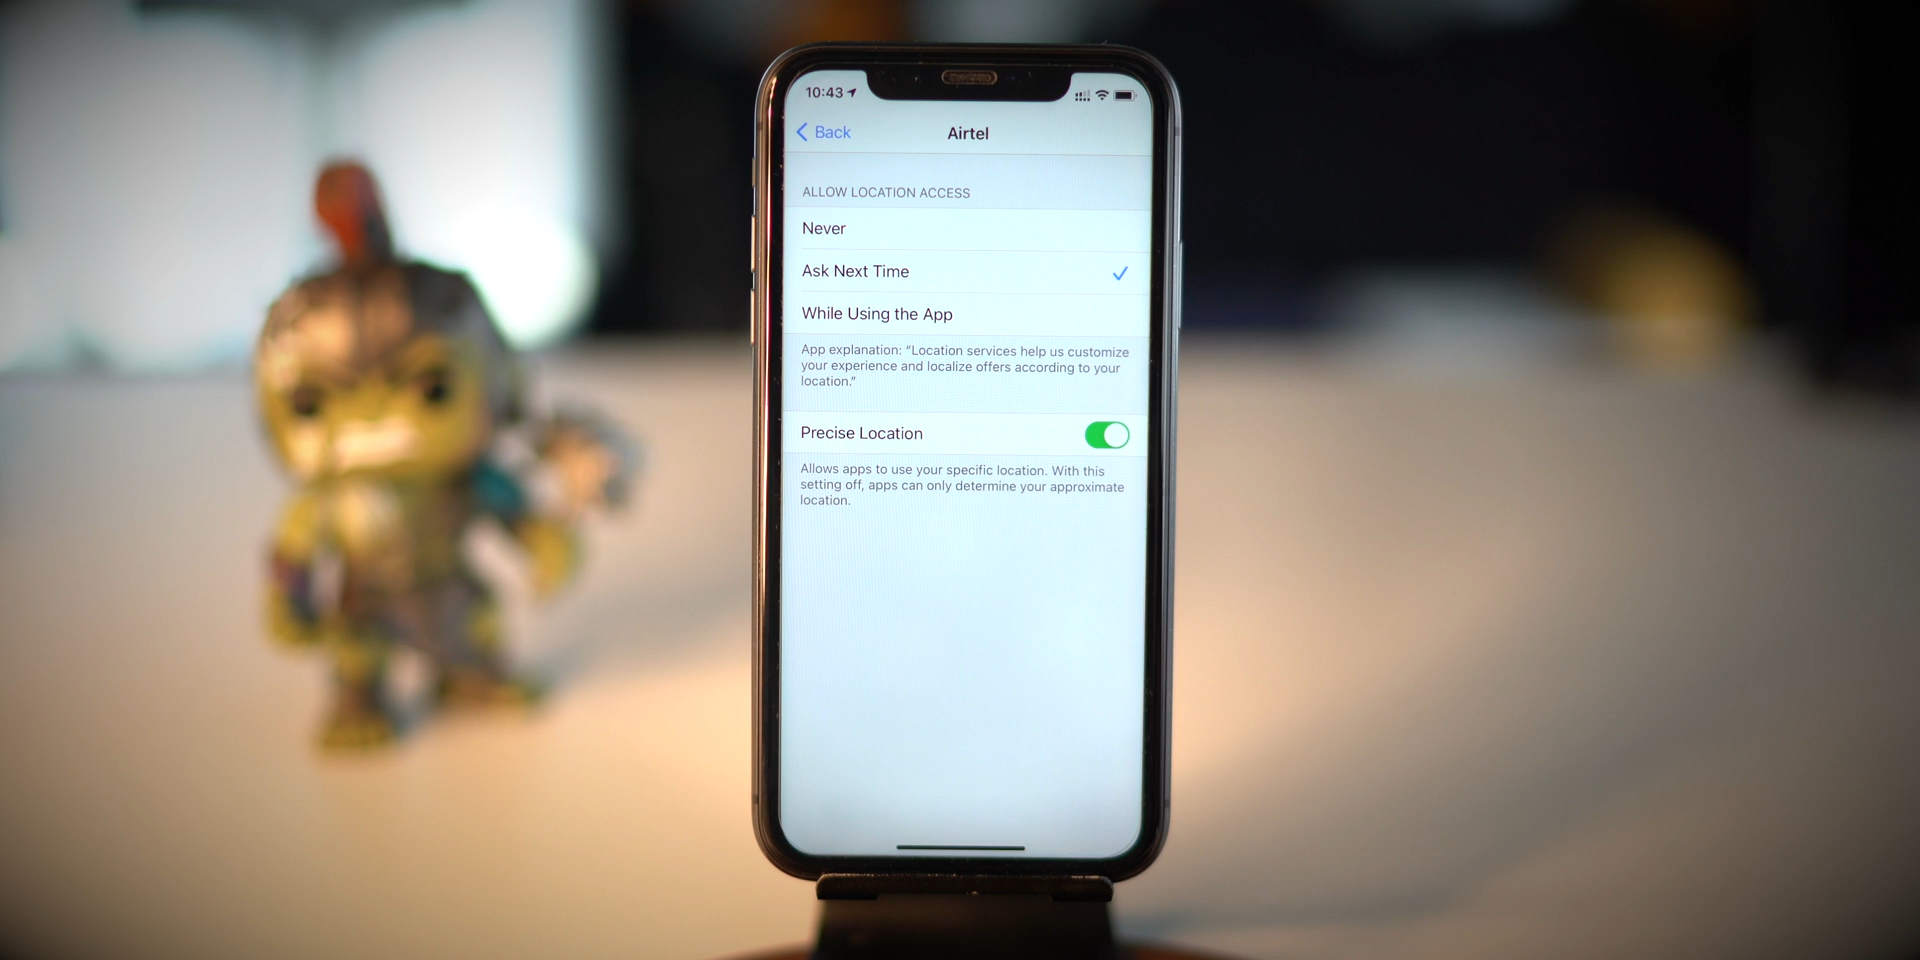 10:43
Back
Airtel
ALLOW LOCATION ACCESS
Never
Ask Next Time
While Using the App
App explanation: “Location services help us customize
your experience and localize offers according to your
location.”
Precise Location
Allows apps to use your specific location. With this
setting off, apps can only determine your approximate
location.